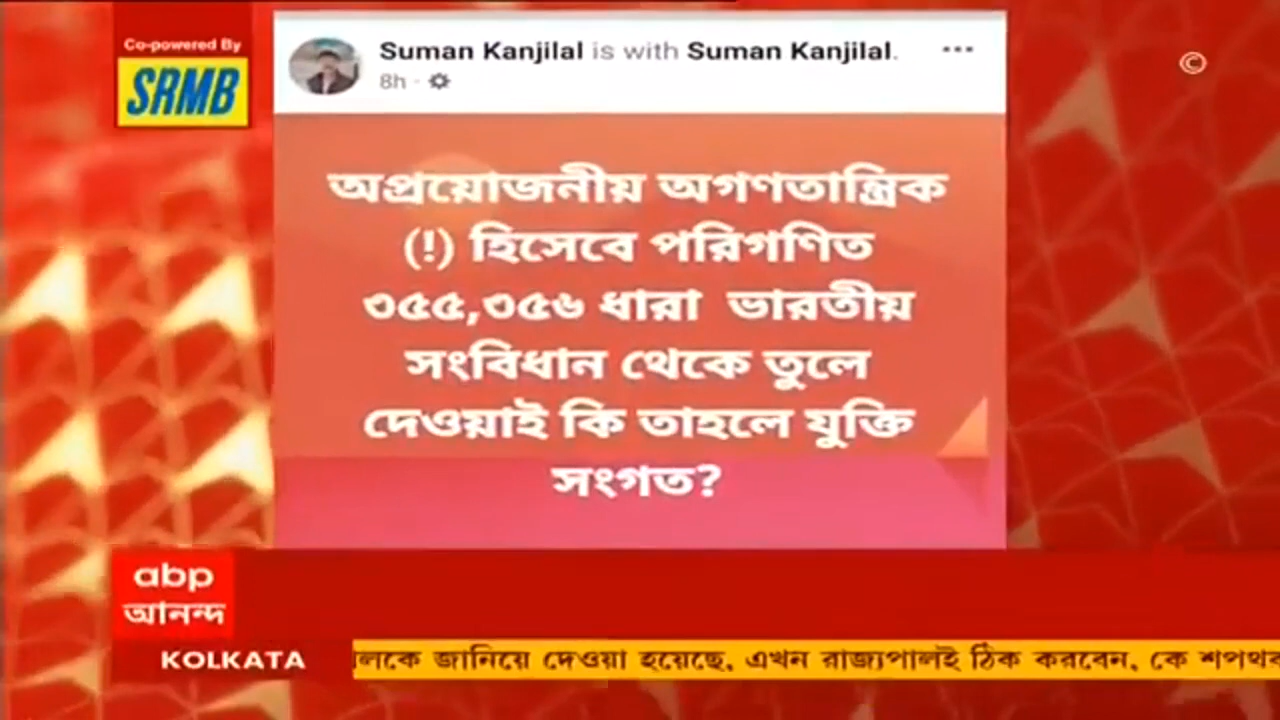 Co-powered By
SRMB
Suman Kanjilal is with Suman Kanjilal.
8h
©
অপ্রয়োজনীয় অগণতান্ত্রিক
(!) হিসেবে পরিগণিত
৩৫৫,৩৫৬ ধারা ভারতীয়
সংবিধান থেকে তুলে
দেওয়াই কি তাহলে যুক্তি
সংগত?
abp
আনন্দ
KOLKATA
জানিয়ে দেওয়া হয়েছে, এখন রাজ্যপালই ঠিক করবেন, কে